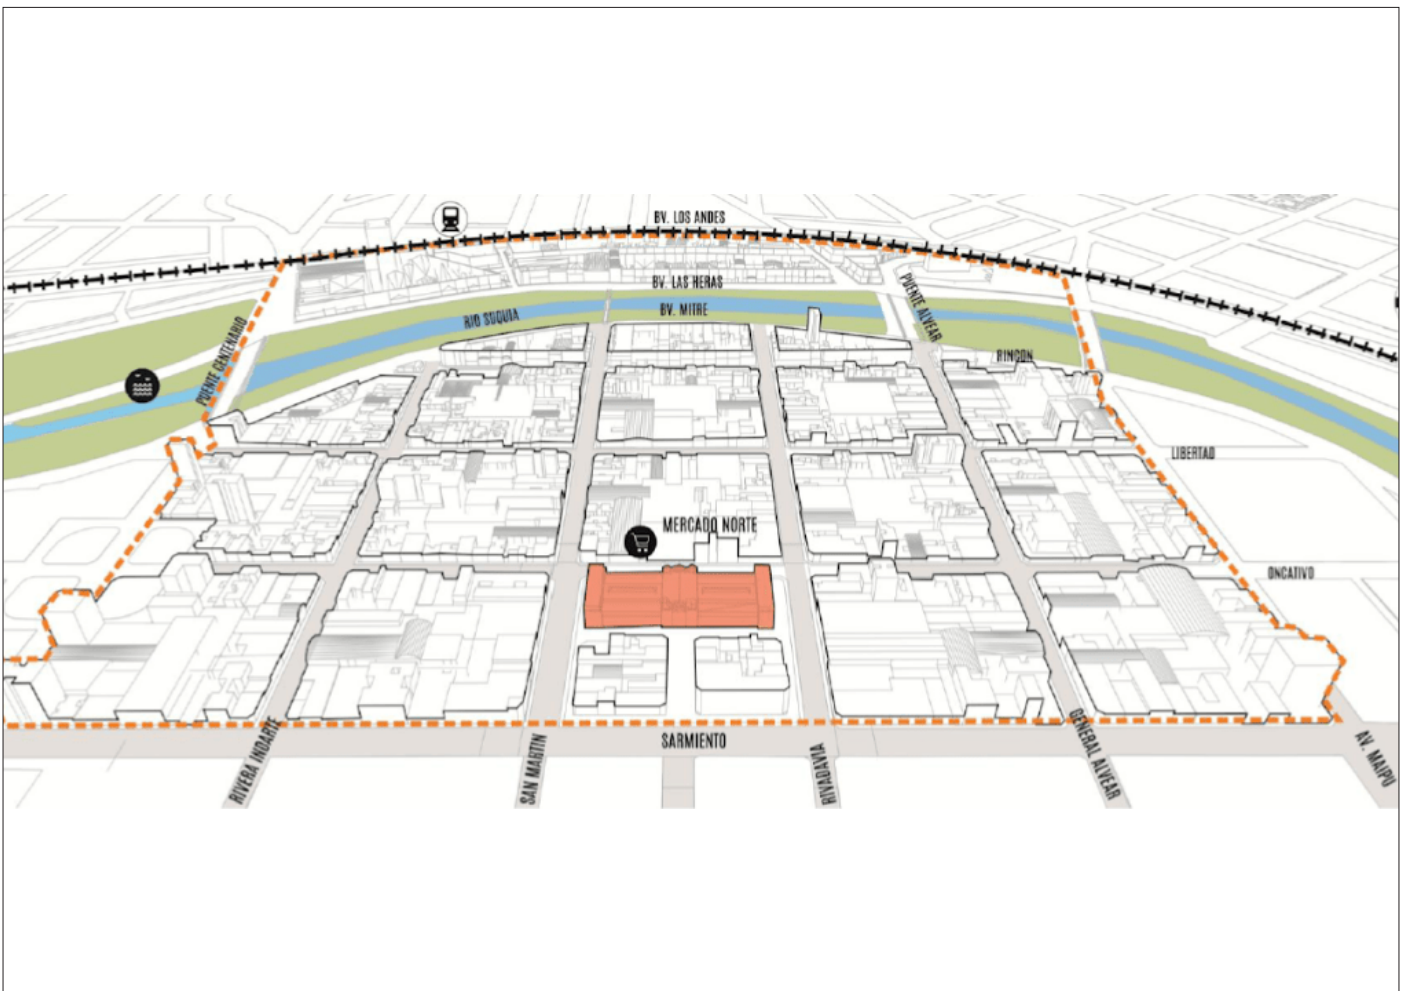 BV. LOS ANDES
BV. LAS HERAS
PUENTE ALVEAR
BV. MITRE
RIO SUQUIA
PUENTE CENTENARIO
RINCON
LIBERTAD
MERCADO NORTE
ONCATIVO
SARMIENTO
RIVERA INDARTE
SAN MARTIN
RIVADAVIA
GENERAL ALVEAR
AV. MAIPU